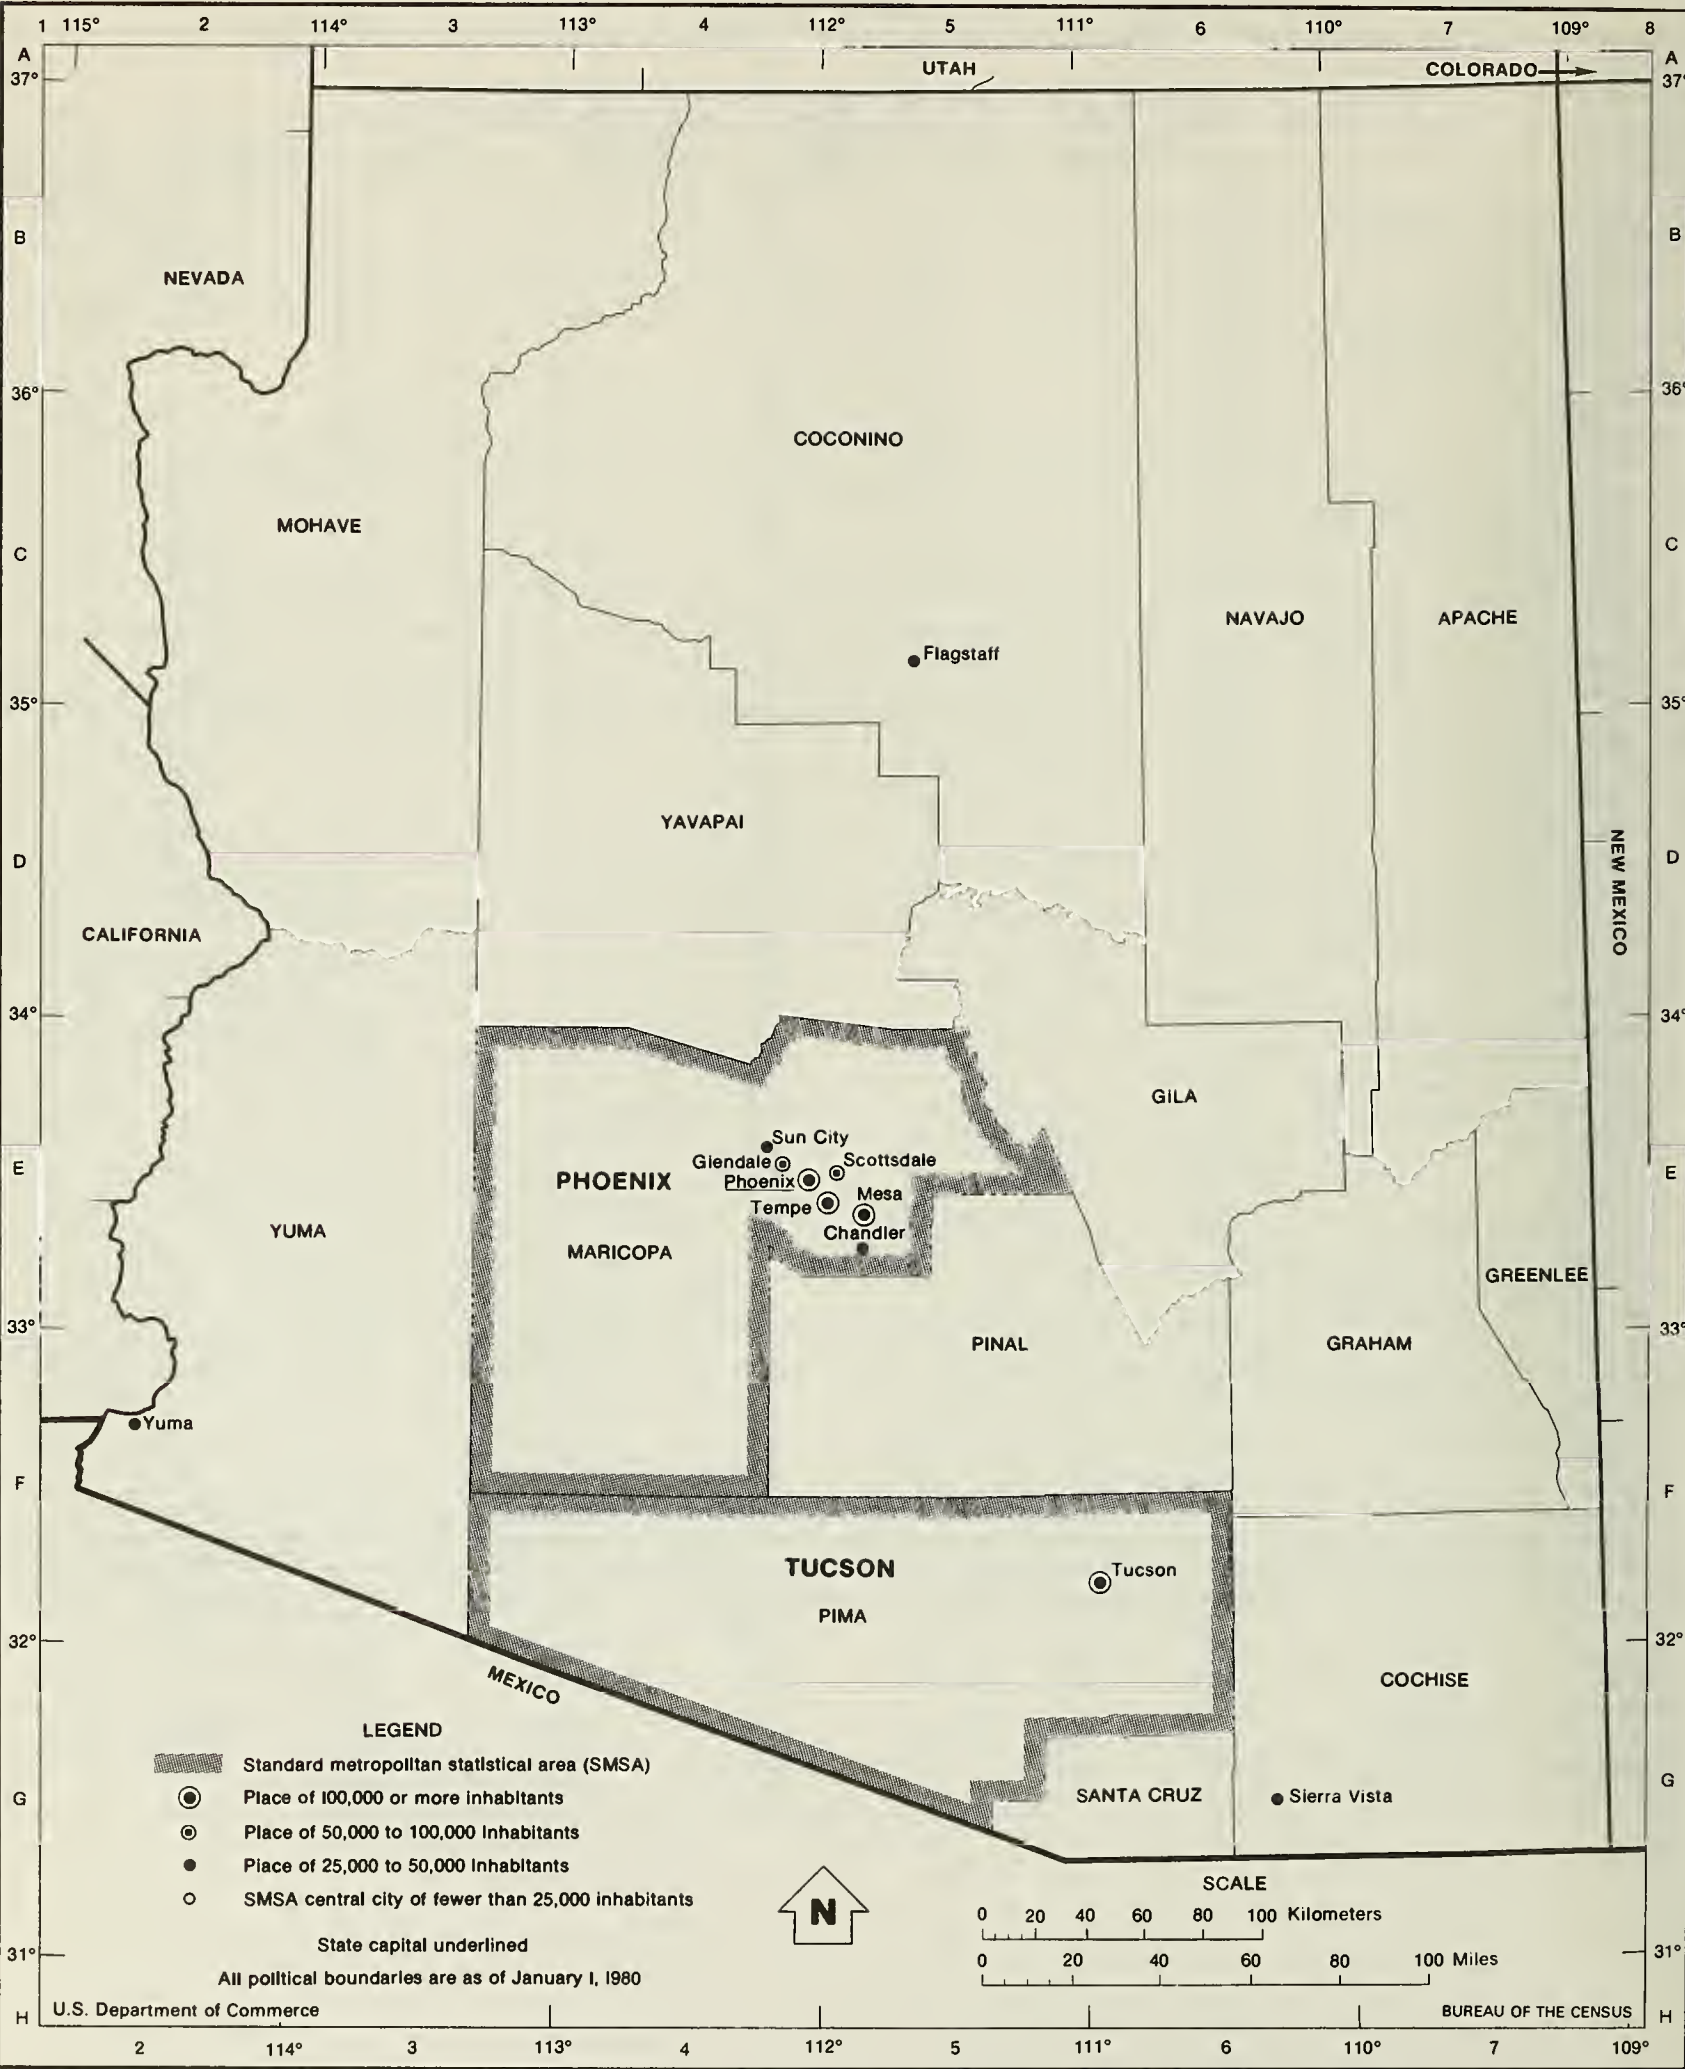 1 115° 2 114° 3 113° 4 112° 5 111° 6 110° 7 109° 8
A A
37° UTAH COLORADO 37°
B B
NEVADA
36° 36°
COCONINO
MOHAVE
C C
NAVAJO APACHE
Flagstaff
35° 35°
YAVAPAI
D D
NEW MEXICO
CALIFORNIA
34° 34°
GILA
Sun City
Glendale Scottsdale
E E
PHOENIX Phoenix
Mesa
Tempe
YUMA Chandler
MARICOPA
GREENLEE
33° 33°
PINAL GRAHAM
Yuma
F F
TUCSON Tucson
PIMA
32° 32°
MEXICO COCHISE
LEGEND
Standard metropolitan statistical area (SMSA)
G SANTA CRUZ Sierra Vista G
Place of 100,000 or more inhabitants
Place of 50,000 to 100,000 inhabitants
Place of 25,000 to 50,000 inhabitants
SMSA central city of fewer than 25,000 inhabitants
N
SCALE
0 20 40 60 80 100 Kilometers
0 20 40 60 80 100 Miles
State capital underlined
31° 31°
All political boundaries are as of January 1, 1980
H U.S. Department of Commerce BUREAU OF THE CENSUS H
2 114° 3 113° 4 112° 5 111° 6 110° 7 109°